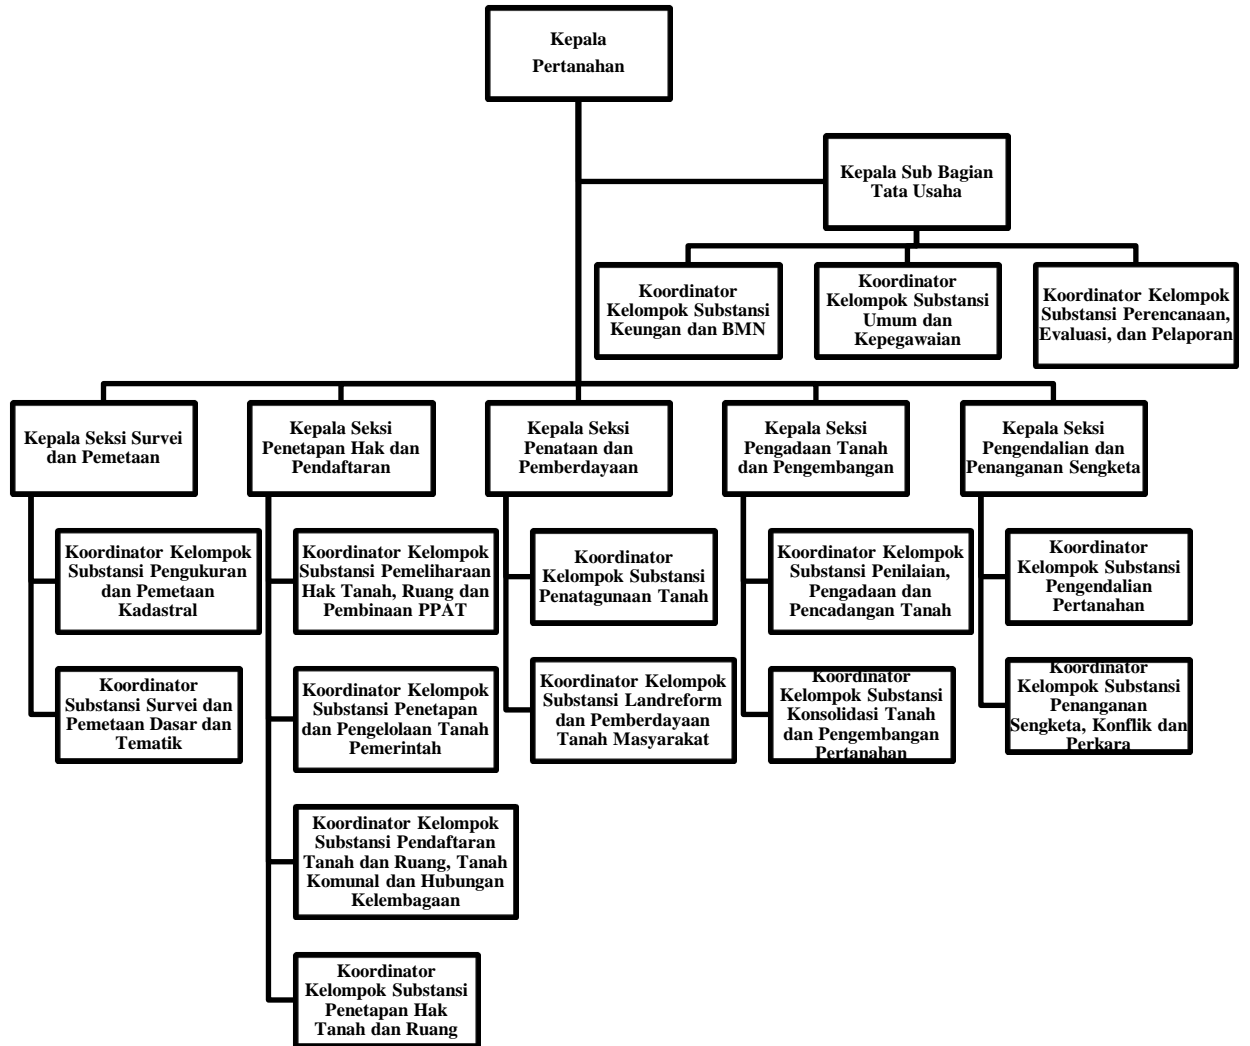 Kepala
Pertanahan
Kepala Sub Bagian
Tata Usaha
Koordinator
Kelompok Substansi
Keungan dan BMN
Koordinator
Kelompok Substansi
Umum dan
Kepegawaian
Koordinator Kelompok
Substansi Perencanaan,
Evaluasi, dan Pelaporan
Kepala Seksi Survei
dan Pemetaan
Kepala Seksi
Penetapan Hak dan
Pendaftaran
Kepala Seksi
Penataan dan
Pemberdayaan
Kepala Seksi
Pengadaan Tanah
dan Pengembangan
Kepala Seksi
Pengendalian dan
Penanganan Sengketa
Koordinator Kelompok
Substansi Pengukuran
dan Pemetaan
Kadastral
Koordinator
Substansi Survei dan
Pemetaan Dasar dan
Tematik
Koordinator Kelompok
Substansi Pemeliharaan
Hak Tanah, Ruang dan
Pembinaan PPAT
Koordinator Kelompok
Substansi Penetapan
dan Pengelolaan Tanah
Pemerintah
Koordinator Kelompok
Substansi Pendaftaran
Tanah dan Ruang, Tanah
Komunal dan Hubungan
Kelembagaan
Koordinator
Kelompok Substansi
Penetapan Hak
Tanah dan Ruang
Koordinator
Kelompok Substansi
Penatagunaan Tanah
Koordinator Kelompok
Substansi Landreform
dan Pemberdayaan
Tanah Masyarakat
Koordinator Kelompok
Substansi Penilaian,
Pengadaan dan
Pencadangan Tanah
Koordinator
Kelompok Substansi
Konsolidasi Tanah
dan Pengembangan
Pertanahan
Koordinator
Kelompok Substansi
Pengendalian
Pertanahan
Koordinator
Kelompok Substansi
Penanganan
Sengketa, Konflik dan
Perkara